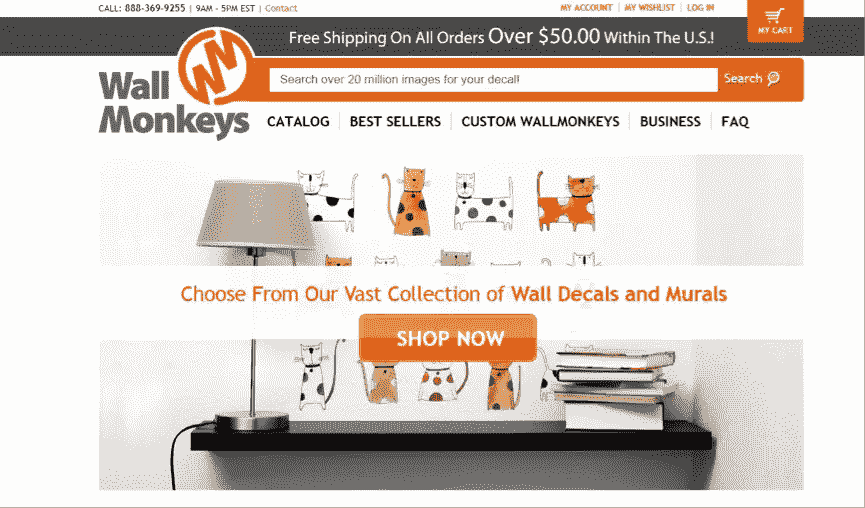 CALL: 888-369-9255 | 9AM - 5PM EST | Contact
MY ACCOUNT | MY WISHLIST | LOG IN
MY CART
Free Shipping On All Orders Over $50.00 Within The U.S.!
Wall
Monkeys
Search over 20 million images for your decal!
Search
CATALOG
BEST SELLERS
CUSTOM WALLMONKEYS
BUSINESS
FAQ
Choose From Our Vast Collection of Wall Decals and Murals
SHOP NOW